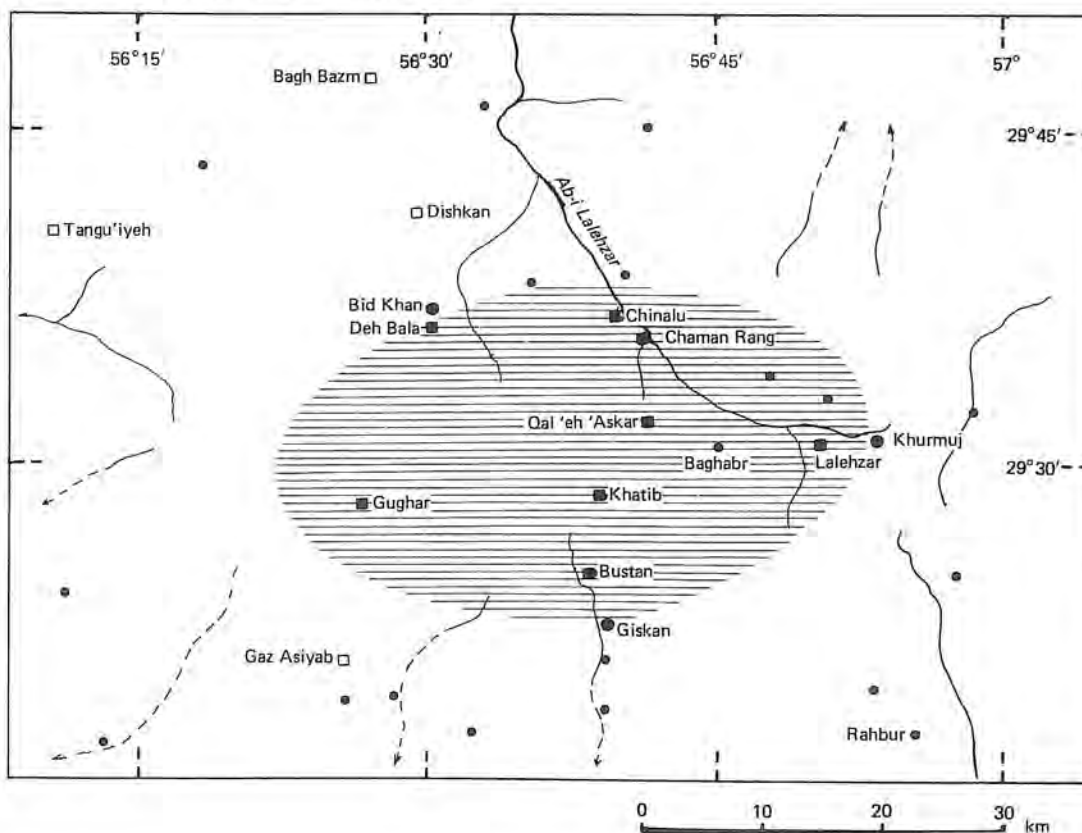 56°15′
56°30′
56°45′
57°
Bagh Bazm
29°45′
Ab-i Lalehzar
Dishkan
Tangu'iyeh
Bid Khan
Chinalu
Deh Bala
Chaman Rang
Qal 'eh 'Askar
Khurmuj
Baghabr
Lalehzar
29°30′
Khatib
Gughar
Bustan
Giskan
Gaz Asiyab
Rahbur
0 10 20 30
km